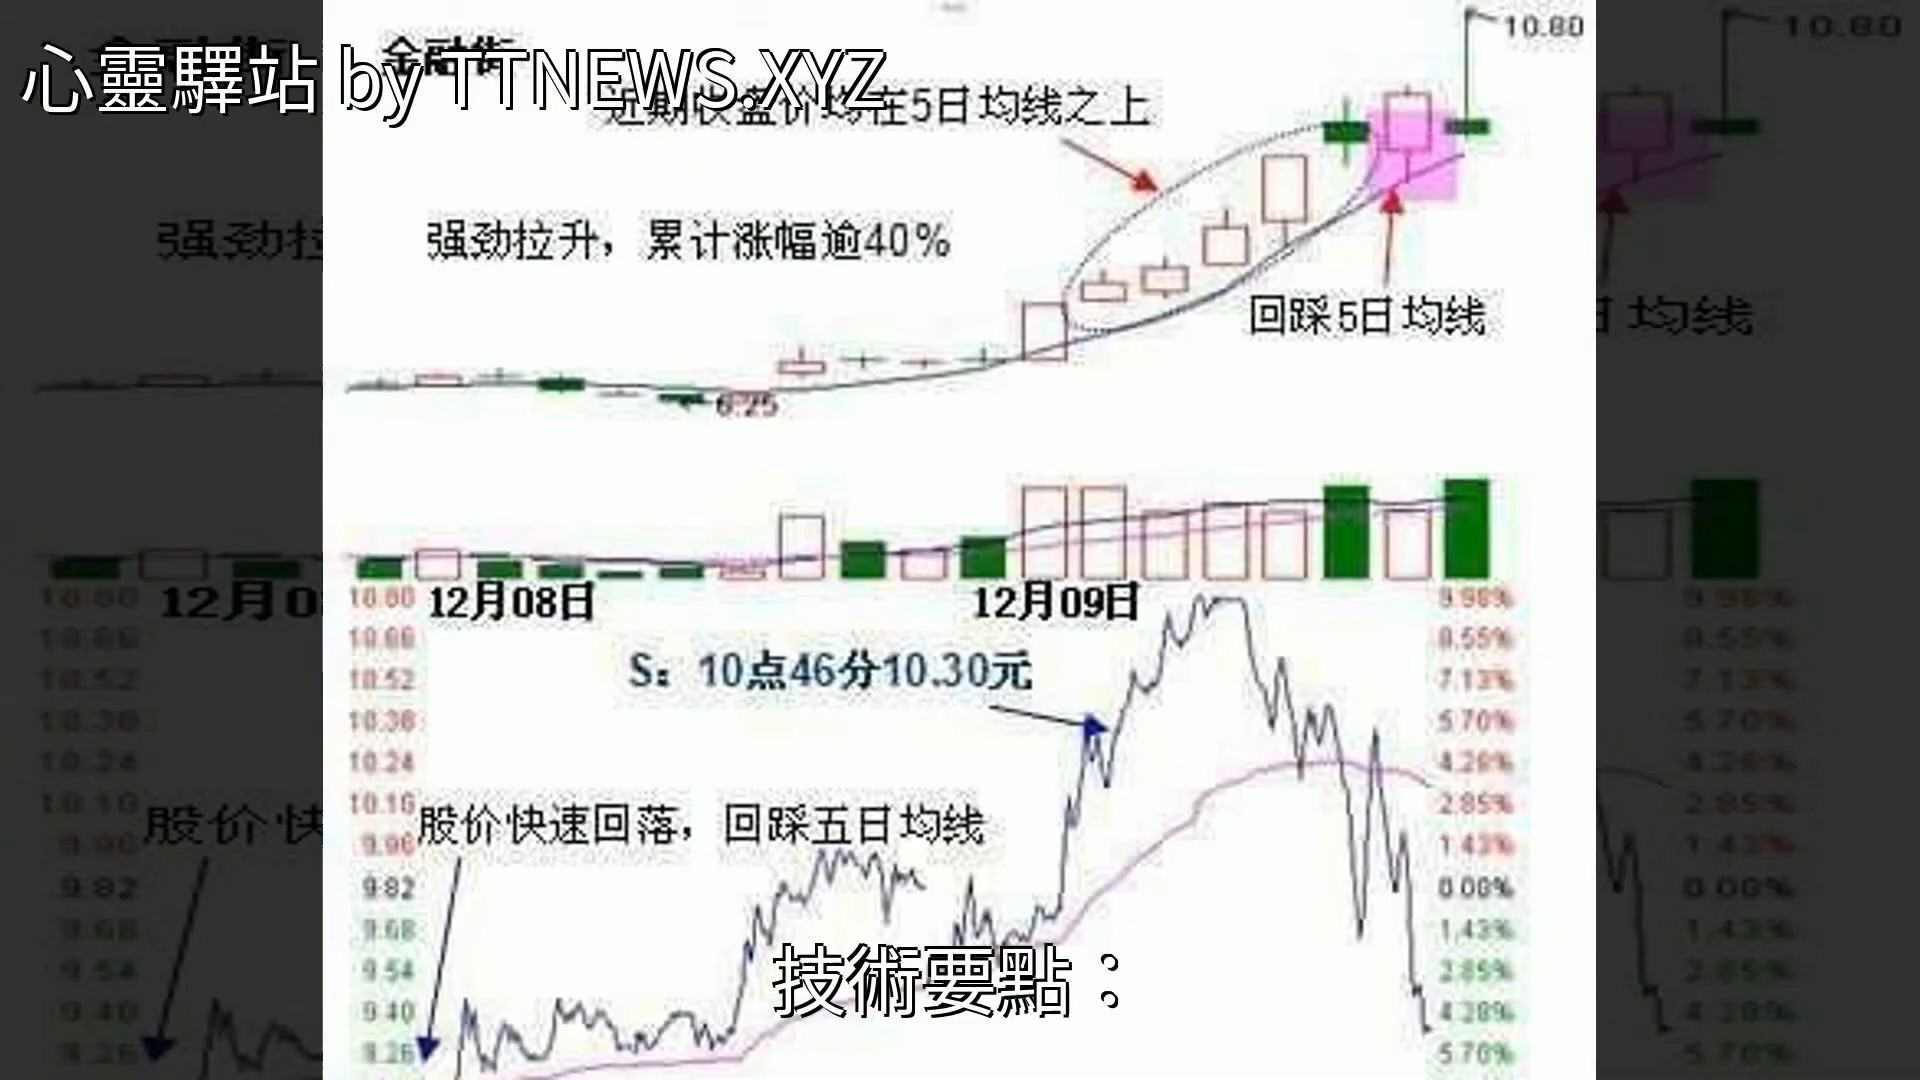 心靈驛站 by TTNEWS.XYZ
金融街
10.80
近期收盘价均在5日均线之上
强劲拉升，累计涨幅逾40%
回踩5日均线
6.25
12月08日
12月09日
S：10点46分10.30元
股价快速回落，回踩五日均线
10.80
10.66
10.52
10.38
10.24
10.10
9.96
9.82
9.68
9.54
9.40
9.26
9.98%
8.55%
7.13%
5.70%
4.28%
2.85%
1.43%
0.00%
1.43%
2.85%
4.28%
5.70%
技術要點：